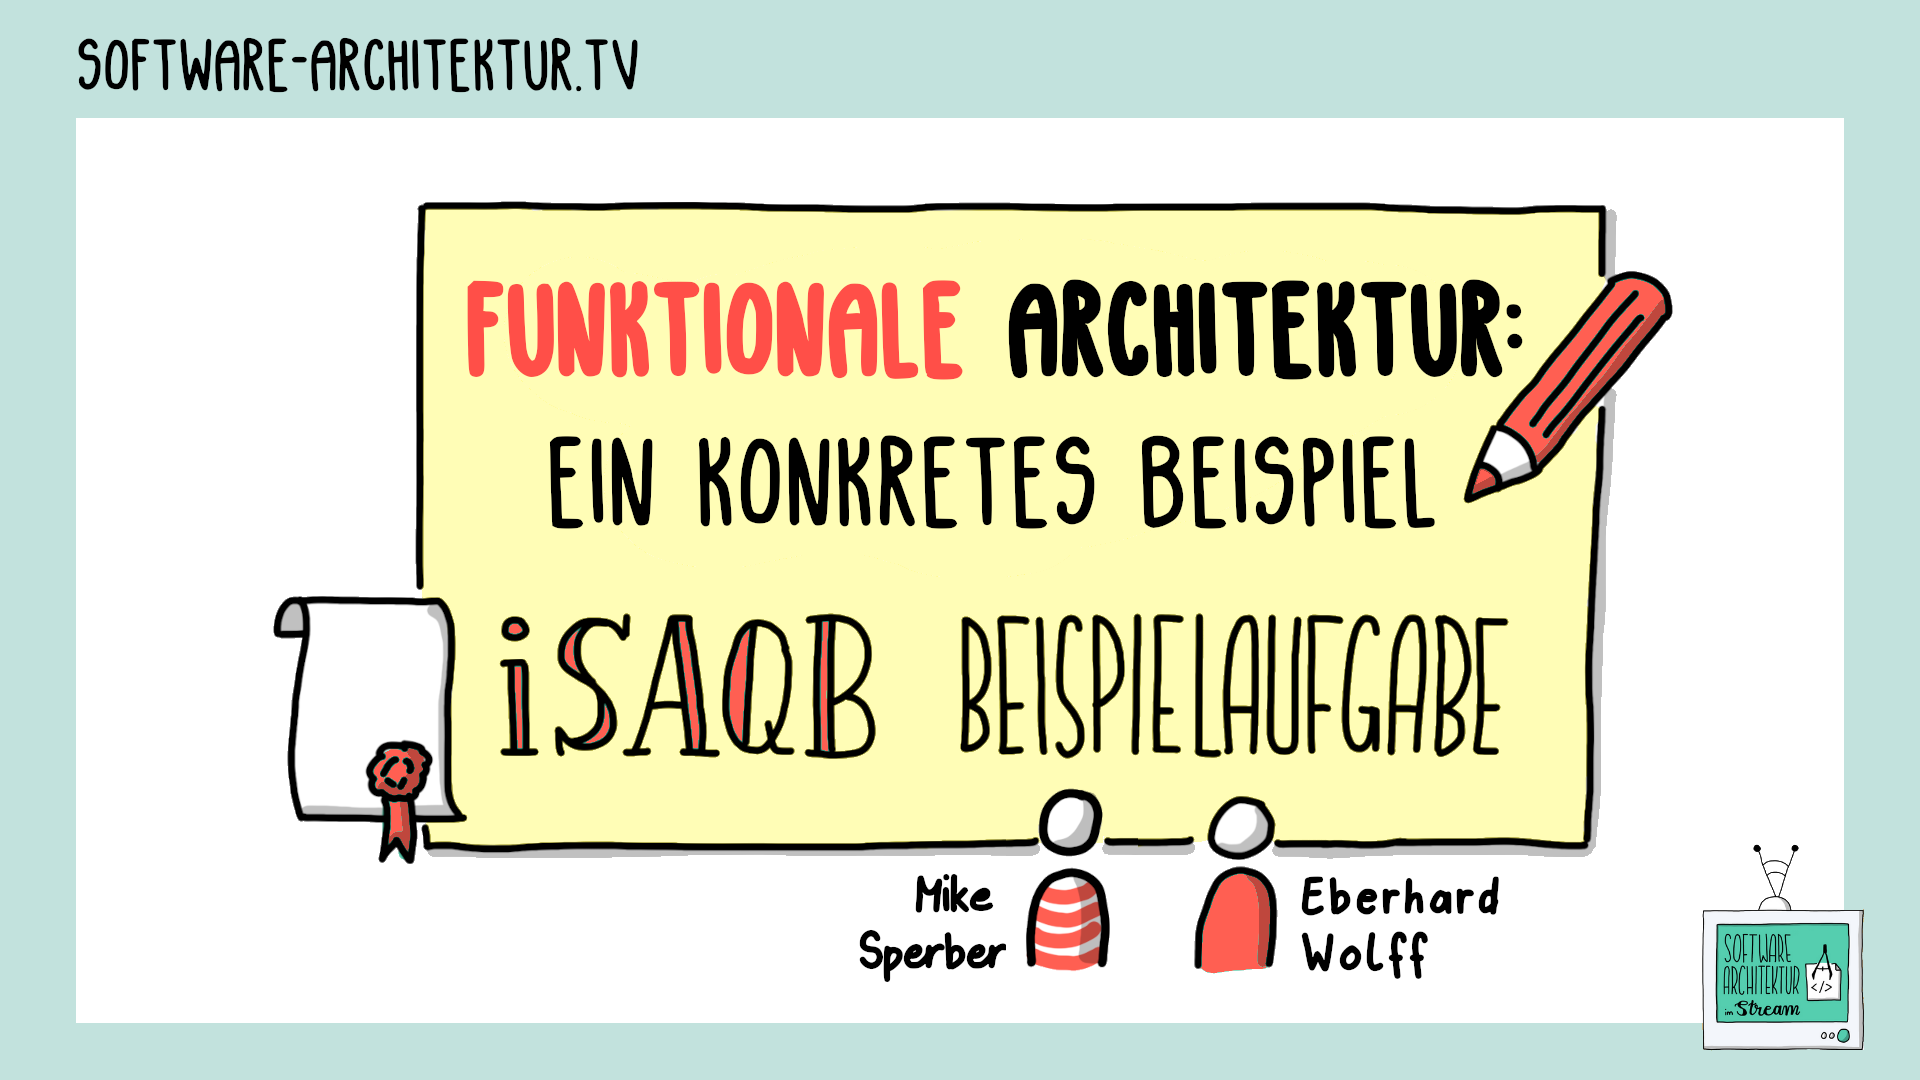 SOFTWARE-ARCHITEKTUR.TV
FUNKTIONALE ARCHITEKTUR:
EIN KONKRETES BEISPIEL
iSAQB BEISPIELAUFGABE
Mike
Sperber
Eberhard
Wolff
SOFTWARE
ARCHITEKTUR
</>
im Stream